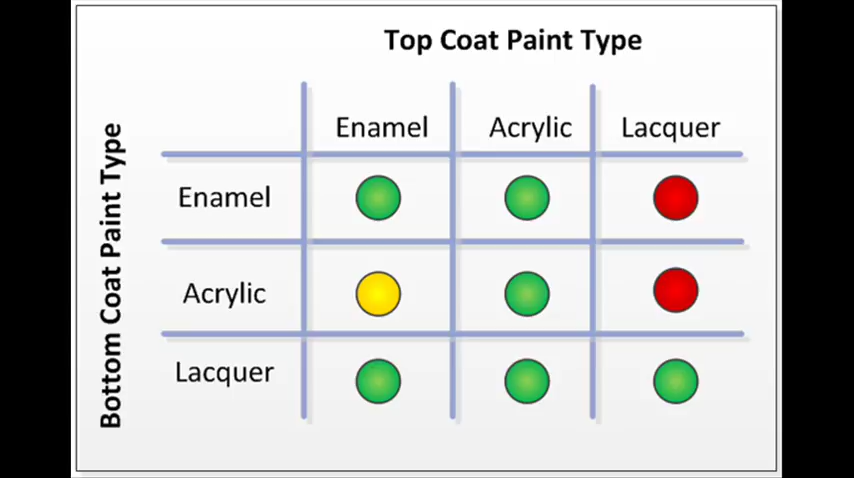 Top Coat Paint Type
Enamel Acrylic Lacquer
Bottom Coat Paint Type
Enamel
Acrylic
Lacquer